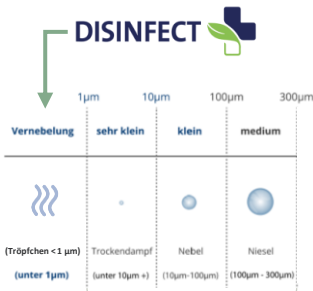 DISINFECT
1µm 10µm 100µm 300µm
Vernebelung sehr klein klein medium
(Tröpfchen < 1 µm) Trockendampf Nebel Niesel
(unter 1µm) (unter 10µm +) (10µm-100µm) (100µm - 300µm)